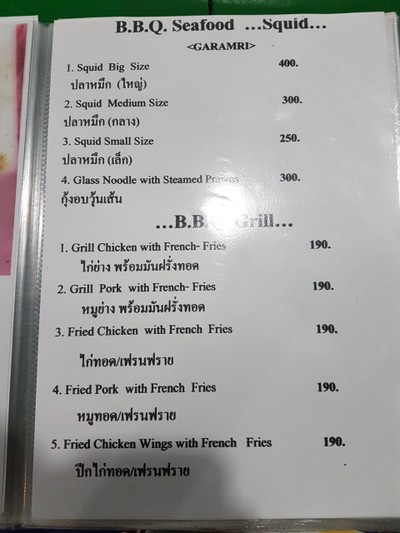 B.B.Q. Seafood ...Squid...
<GARAMRI>
1. Squid Big Size 400.
ปลาหมึก (ใหญ่)
2. Squid Medium Size 300.
ปลาหมึก (กลาง)
3. Squid Small Size 250.
ปลาหมึก (เล็ก)
4. Glass Noodle with Steamed Prawns 300.
กุ้งอบวุ้นเส้น
...B.B.Q. Grill...
1. Grill Chicken with French- Fries 190.
ไก่ย่าง พร้อมมันฝรั่งทอด
2. Grill Pork with French- Fries 190.
หมูย่าง พร้อมมันฝรั่งทอด
3. Fried Chicken with French Fries 190.
ไก่ทอด/เฟรนฟราย
4. Fried Pork with French Fries 190.
หมูทอด/เฟรนฟราย
5. Fried Chicken Wings with French Fries 190.
ปีกไก่ทอด/เฟรนฟราย